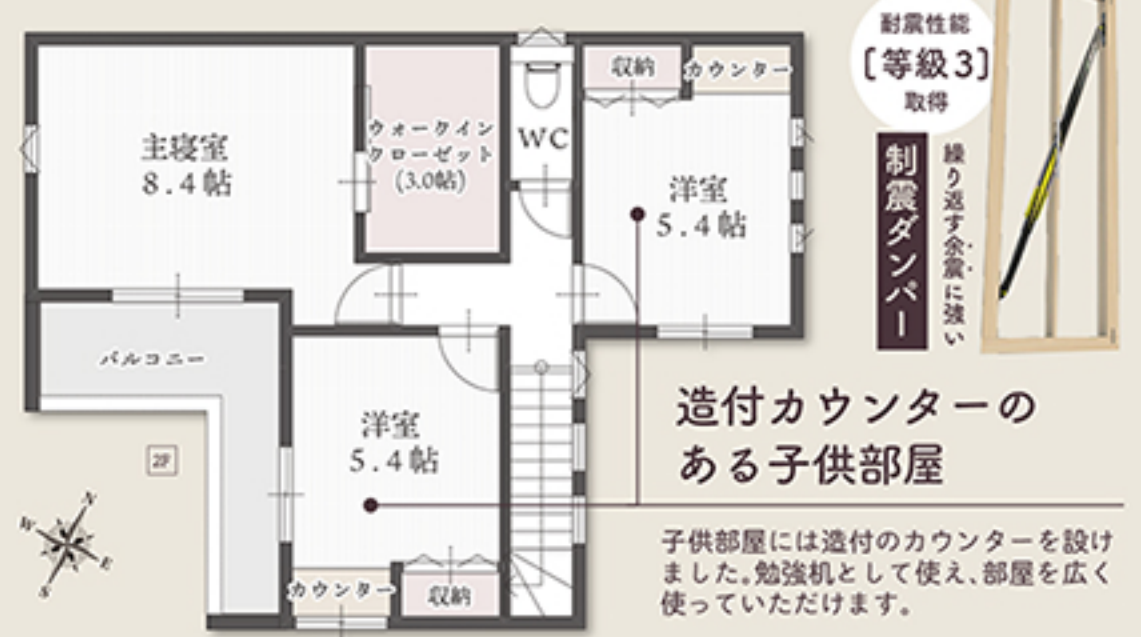 主寝室
8.4帖
ウォークイン
クローゼット
(3.0帖)
WC
収納
カウンター
洋室
5.4帖
バルコニー
洋室
5.4帖
カウンター
収納
2F
N
W
E
S
耐震性能
［等級3］
取得
制震ダンパー
繰り返す余震に強い
造付カウンターの
ある子供部屋
子供部屋には造付のカウンターを設け
ました。勉強机として使え、部屋を広く
使っていただけます。